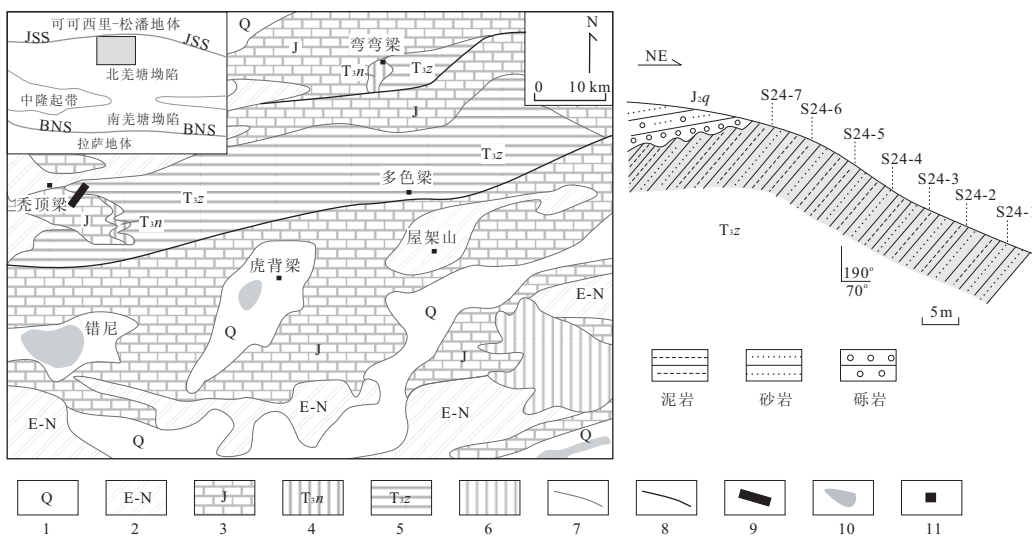 可可西里-松潘地体
JSS
JSS
北羌塘坳陷
中隆起带
南羌塘坳陷
BNS
BNS
拉萨地体
Q
J
弯弯梁
T₃n
T₃z
J
N
0 10 km
T₃z
秃顶梁
J
T₃n
T₃z
多色梁
屋架山
虎背梁
Q
Q
E-N
错尼
J
J
E-N
E-N
Q
Q
NE
J₂q
S24-7
S24-6
S24-5
S24-4
S24-3
S24-2
S24-1
T₃z
190°
70°
5m
泥岩
砂岩
砾岩
Q
E-N
J
T₃n
T₃z
1
2
3
4
5
6
7
8
9
10
11